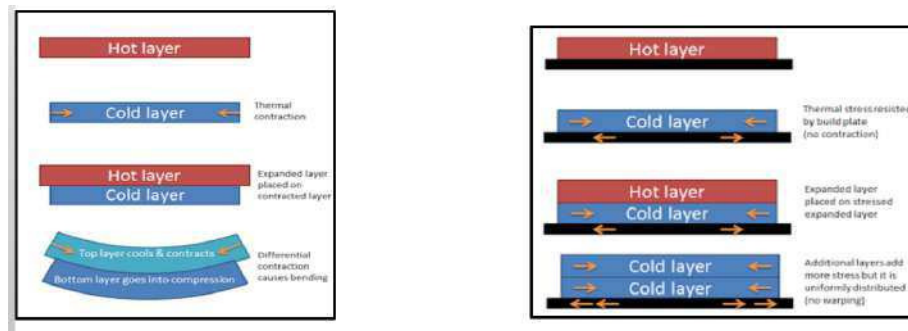 Hot layer
Cold layer
Thermal
contraction
Hot layer
Cold layer
Expanded layer
placed on
contracted layer
Top layer cools & contracts
Bottom layer goes into compression
Differential
contraction
causes bending
Hot layer
Cold layer
Thermal stress resisted
by build plate
(no contraction)
Hot layer
Cold layer
Expanded layer
placed on stressed
expanded layer
Cold layer
Cold layer
Additional layers add
more stress but it is
uniformly distributed
(no warping)